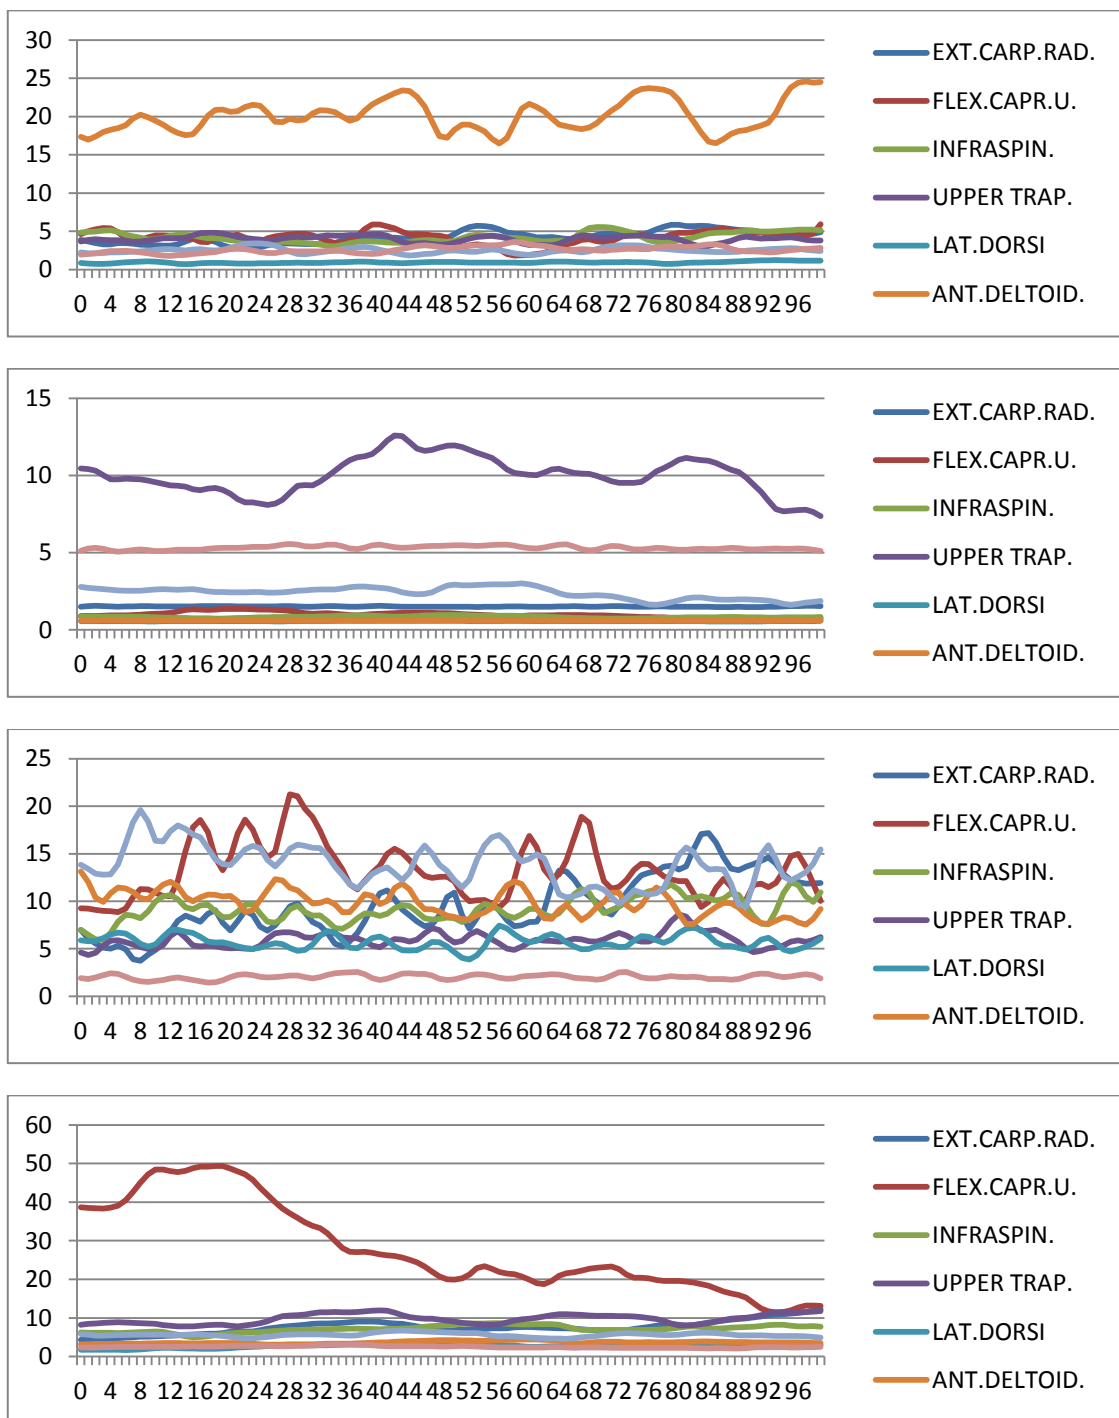 30
25
20
15
10
5
0
0 4 8 12 16 20 24 28 32 36 40 44 48 52 56 60 64 68 72 76 80 84 88 92 96
EXT.CARP.RAD.
FLEX.CAPR.U.
INFRASPIN.
UPPER TRAP.
LAT.DORSI
ANT.DELTOID.
15
10
5
0
0 4 8 12 16 20 24 28 32 36 40 44 48 52 56 60 64 68 72 76 80 84 88 92 96
EXT.CARP.RAD.
FLEX.CAPR.U.
INFRASPIN.
UPPER TRAP.
LAT.DORSI
ANT.DELTOID.
25
20
15
10
5
0
0 4 8 12 16 20 24 28 32 36 40 44 48 52 56 60 64 68 72 76 80 84 88 92 96
EXT.CARP.RAD.
FLEX.CAPR.U.
INFRASPIN.
UPPER TRAP.
LAT.DORSI
ANT.DELTOID.
60
50
40
30
20
10
0
0 4 8 12 16 20 24 28 32 36 40 44 48 52 56 60 64 68 72 76 80 84 88 92 96
EXT.CARP.RAD.
FLEX.CAPR.U.
INFRASPIN.
UPPER TRAP.
LAT.DORSI
ANT.DELTOID.